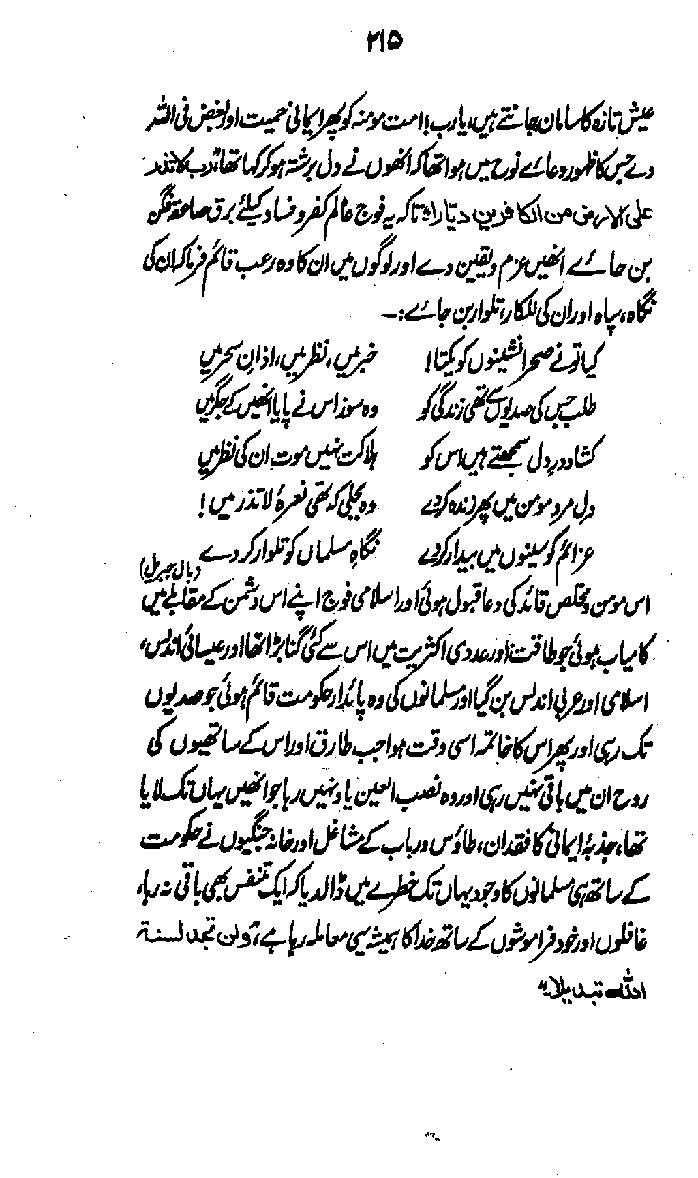 ۲۱۵
عیش تازہ کا سامان جانتے ہیں، یارب! امت مومنہ کو پھر ایمانی حمیت اور بغض فی اللہ
دے جس کا ظہور دعائے نوح میں ہوا تھا کہ انھوں نے دل برشتہ ہو کر کہا تھا "رب لا تذر
علی الارض من الکافرین دیّارا" تاکہ یہ فوج عالم کفر و فساد کیلئے برق صاعقہ فگن
بن جائے انھیں عزم و یقین دے اور لوگوں میں ان کا وہ رعب قائم فرما کہ ان کی
نگاہ، سپاہ اور ان کی للکار، تلوار بن جائے:۔
کیا تو نے صحرا نشینوں کو یکتا! خبر میں، نظر میں، اذانِ سحر میں
طلب جس کی صدیوں سے تھی زندگی کو وہ سوز اس نے پایا انھیں کے جگر میں
کشادِ درِ دل سمجھتے ہیں اس کو ہلاکت نہیں موت ان کی نظر میں
دلِ مردِ مومن میں پھر زندہ کردے وہ بجلی کہ تھی نعرۂ لاتذر میں!
عزائم کو سینوں میں بیدار کردے نگاہِ مسلماں کو تلوار کردے
(بال جبریل)
اس مومن و مخلص قائد کی دعا قبول ہوئی اور اسلامی فوج اپنے اس دشمن کے مقابلے میں
کامیاب ہوئی جو طاقت اور عددی اکثریت میں اس سے کئی گنا بڑا تھا اور عیسائی اندلس،
اسلامی اور عربی اندلس بن گیا اور مسلمانوں کی وہ پائدار حکومت قائم ہوئی جو صدیوں
تک رہی اور پھر اس کا خاتمہ اسی وقت ہوا جب طارق اور اس کے ساتھیوں کی
روح ان میں باقی نہیں رہی اور وہ نصب العین یاد نہیں رہا جو انھیں یہاں تک لایا
تھا، جذبۂ ایمانی کا فقدان، طاؤس و رباب کے مشاغل اور خانہ جنگیوں نے حکومت
کے ساتھ ہی مسلمانوں کا وجود یہاں تک خطرے میں ڈال دیا کہ ایک متنفس بھی باقی نہ رہا،
غافلوں اور خود فراموشوں کے ساتھ خدا کا ہمیشہ یہی معاملہ رہا ہے، "ولن تجد لسنة
اللہ تبدیلا"